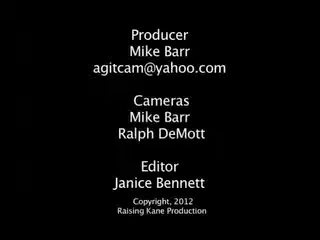 Producer
Mike Barr
agitcam@yahoo.com
Cameras
Mike Barr
Ralph DeMott
Editor
Janice Bennett
Copyright, 2012
Raising Kane Production